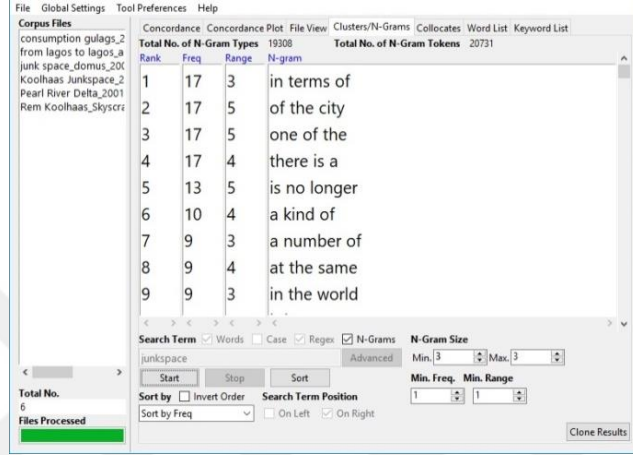 File Global Settings Tool Preferences Help
Corpus Files
consumption gulags_2
from lagos to lagos_a
junk space_domus_200
Koolhaas Junkspace_2
Pearl River Delta_2001
Rem Koolhaas_Skyscra
Total No.
6
Files Processed
Concordance Concordance Plot File View Clusters/N-Grams Collocates Word List Keyword List
Total No. of N-Gram Types 19308 Total No. of N-Gram Tokens 20731
Rank Freq Range N-gram
1 17 3 in terms of
2 17 5 of the city
3 17 5 one of the
4 17 4 there is a
5 13 5 is no longer
6 10 4 a kind of
7 9 3 a number of
8 9 4 at the same
9 9 3 in the world
Search Term Words Case Regex N-Grams N-Gram Size
junkspace Advanced Min. 3 Max. 3
Start Stop Sort Min. Freq. Min. Range
Sort by Invert Order Search Term Position 1 1
Sort by Freq On Left On Right
Clone Results